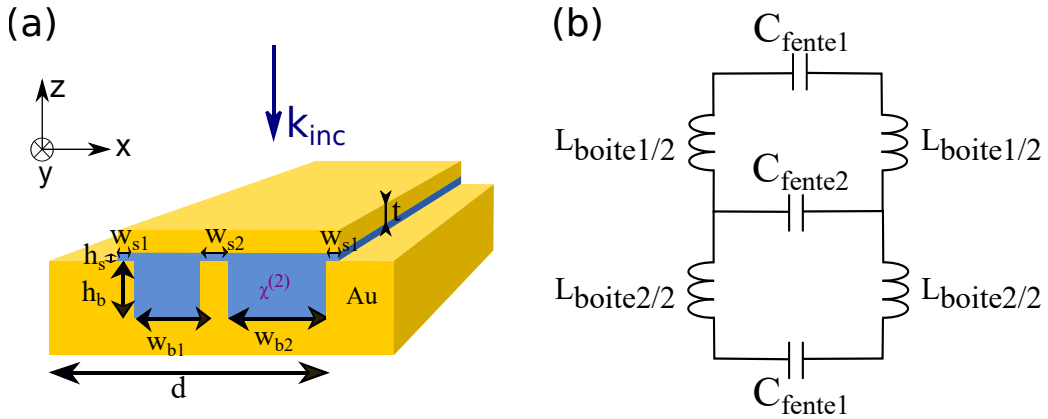 (a)
z
x
y
k_inc
w_s1
w_s2
w_s1
t
h_s
h_b
χ^(2)
Au
w_b1
w_b2
d
(b)
C_fente1
L_boite1/2
L_boite1/2
C_fente2
L_boite2/2
L_boite2/2
C_fente1